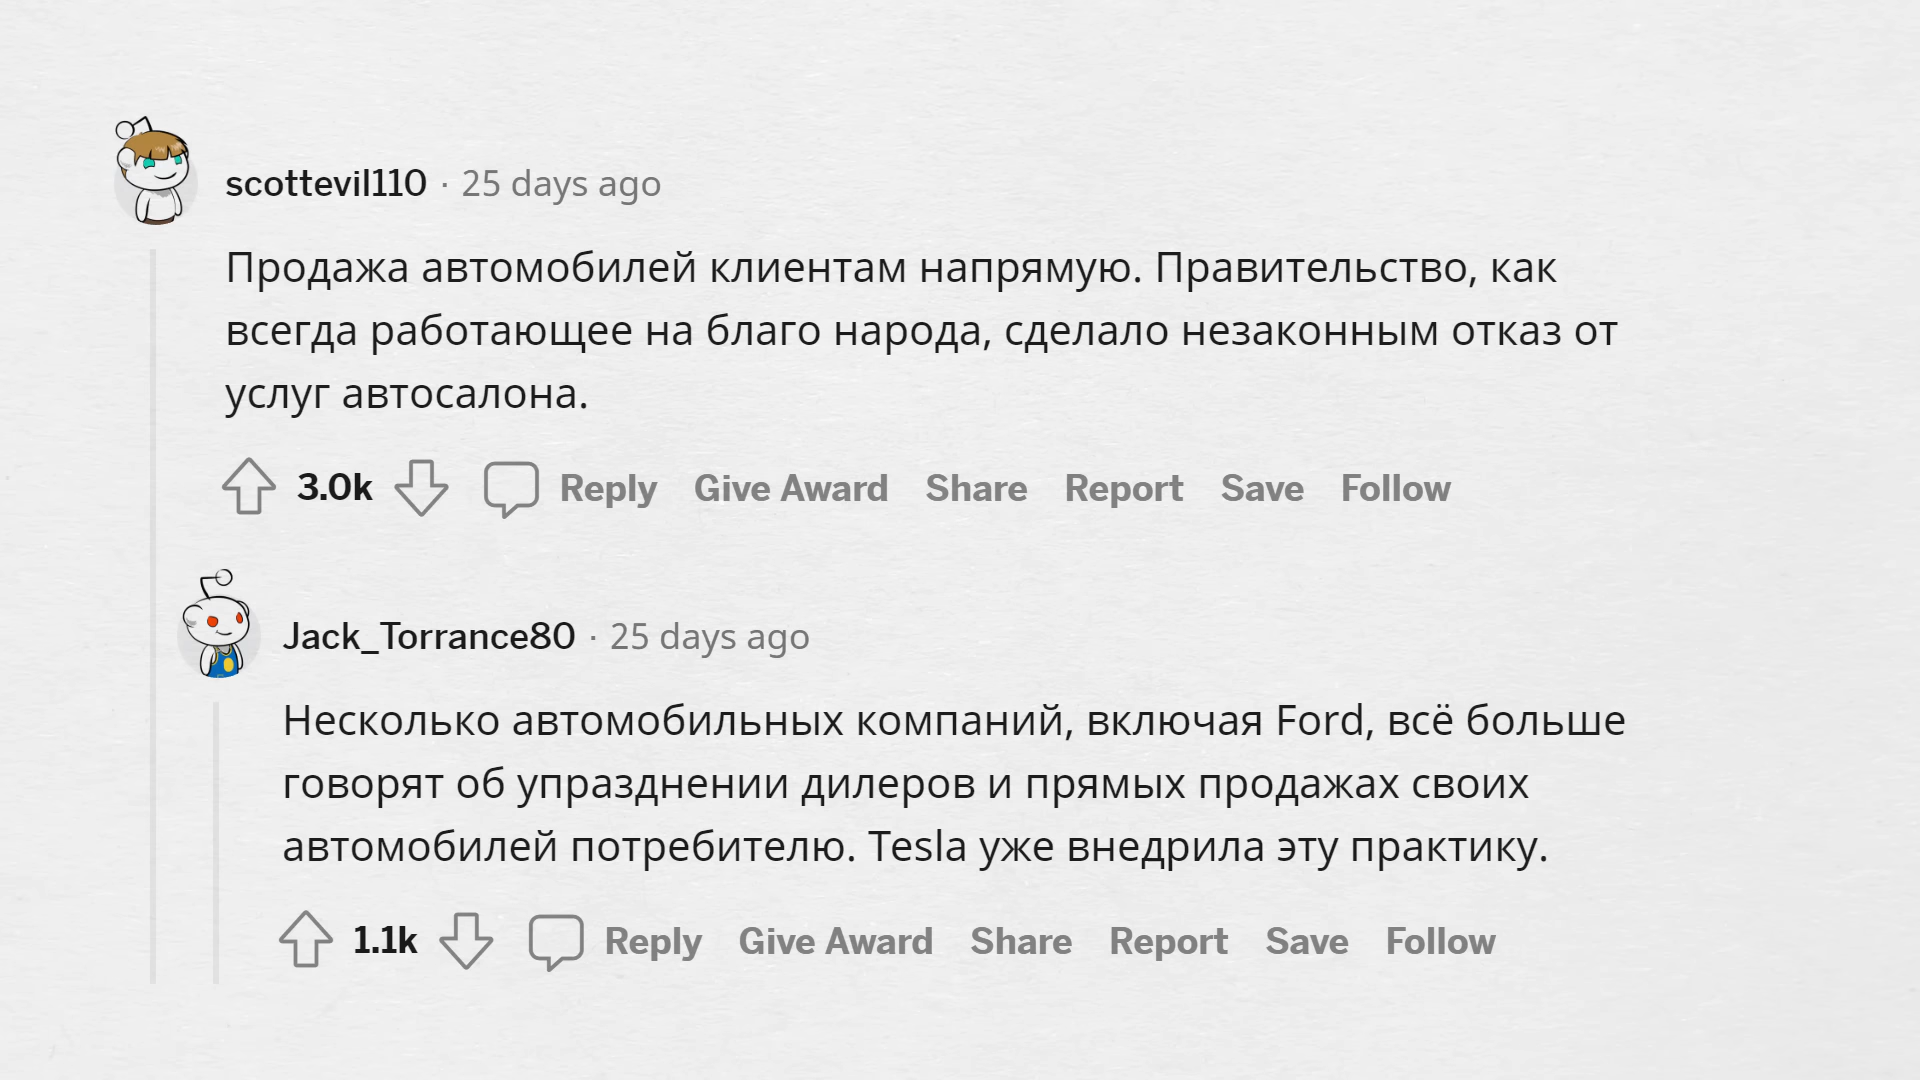 scottevil110 · 25 days ago
Продажа автомобилей клиентам напрямую. Правительство, как
всегда работающее на благо народа, сделало незаконным отказ от
услуг автосалона.
3.0k Reply Give Award Share Report Save Follow
Jack_Torrance80 · 25 days ago
Несколько автомобильных компаний, включая Ford, всё больше
говорят об упразднении дилеров и прямых продажах своих
автомобилей потребителю. Tesla уже внедрила эту практику.
1.1k Reply Give Award Share Report Save Follow